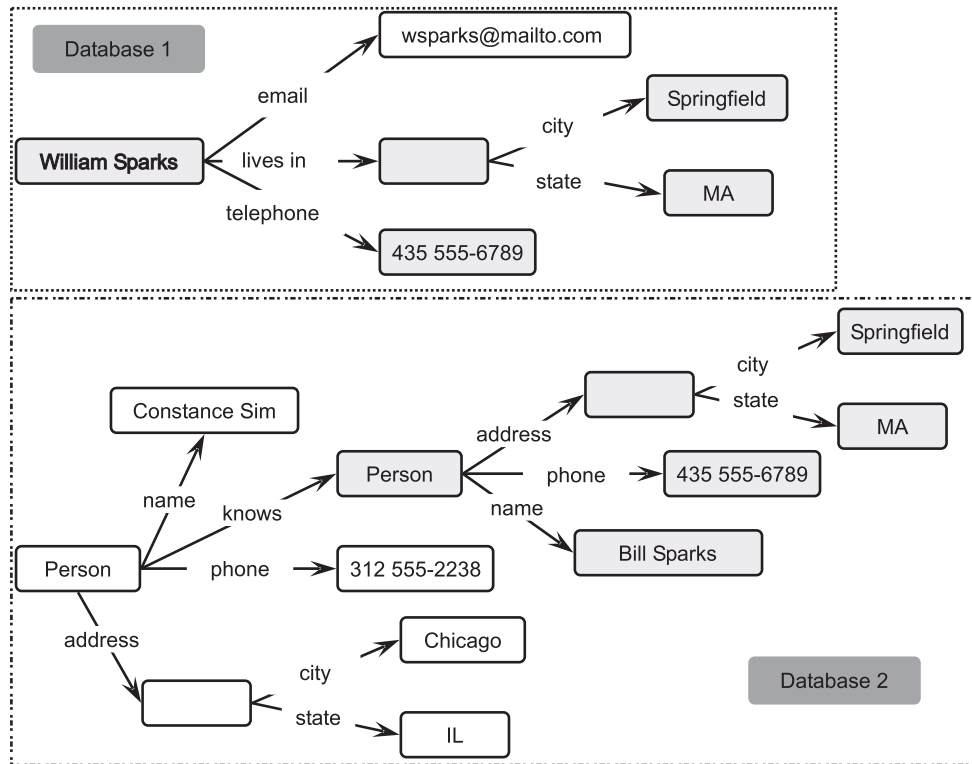 Database 1
wsparks@mailto.com
email
Springfield
city
William Sparks
lives in
state
MA
telephone
435 555-6789
Springfield
city
state
MA
Constance Sim
address
Person
phone
435 555-6789
name
knows
name
Bill Sparks
Person
phone
312 555-2238
address
Chicago
city
state
IL
Database 2